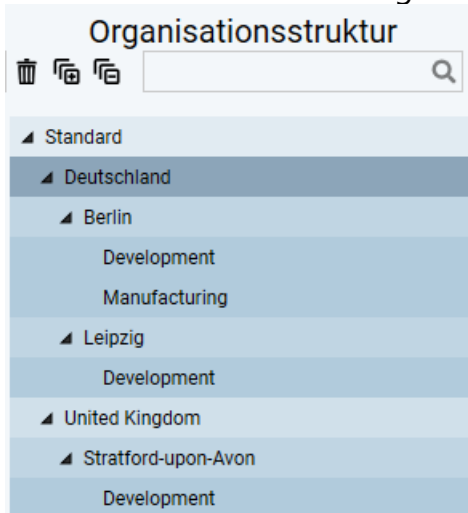 Organisationsstruktur
Standard
Deutschland
Berlin
Development
Manufacturing
Leipzig
Development
United Kingdom
Stratford-upon-Avon
Development